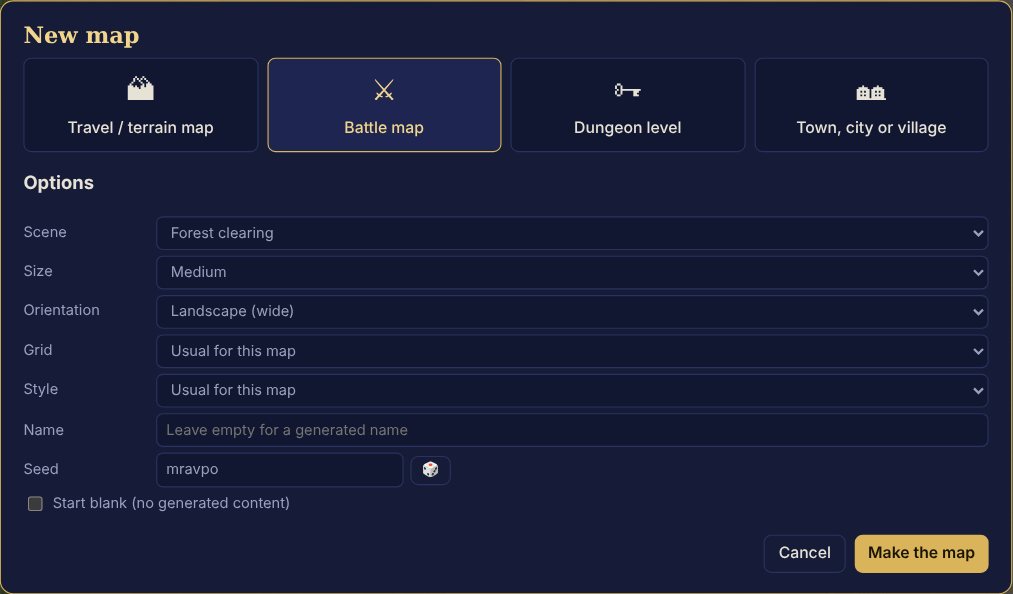 New map
Travel / terrain map
Battle map
Dungeon level
Town, city or village
Options
Scene
Forest clearing
Size
Medium
Orientation
Landscape (wide)
Grid
Usual for this map
Style
Usual for this map
Name
Leave empty for a generated name
Seed
mravpo
Start blank (no generated content)
Cancel
Make the map